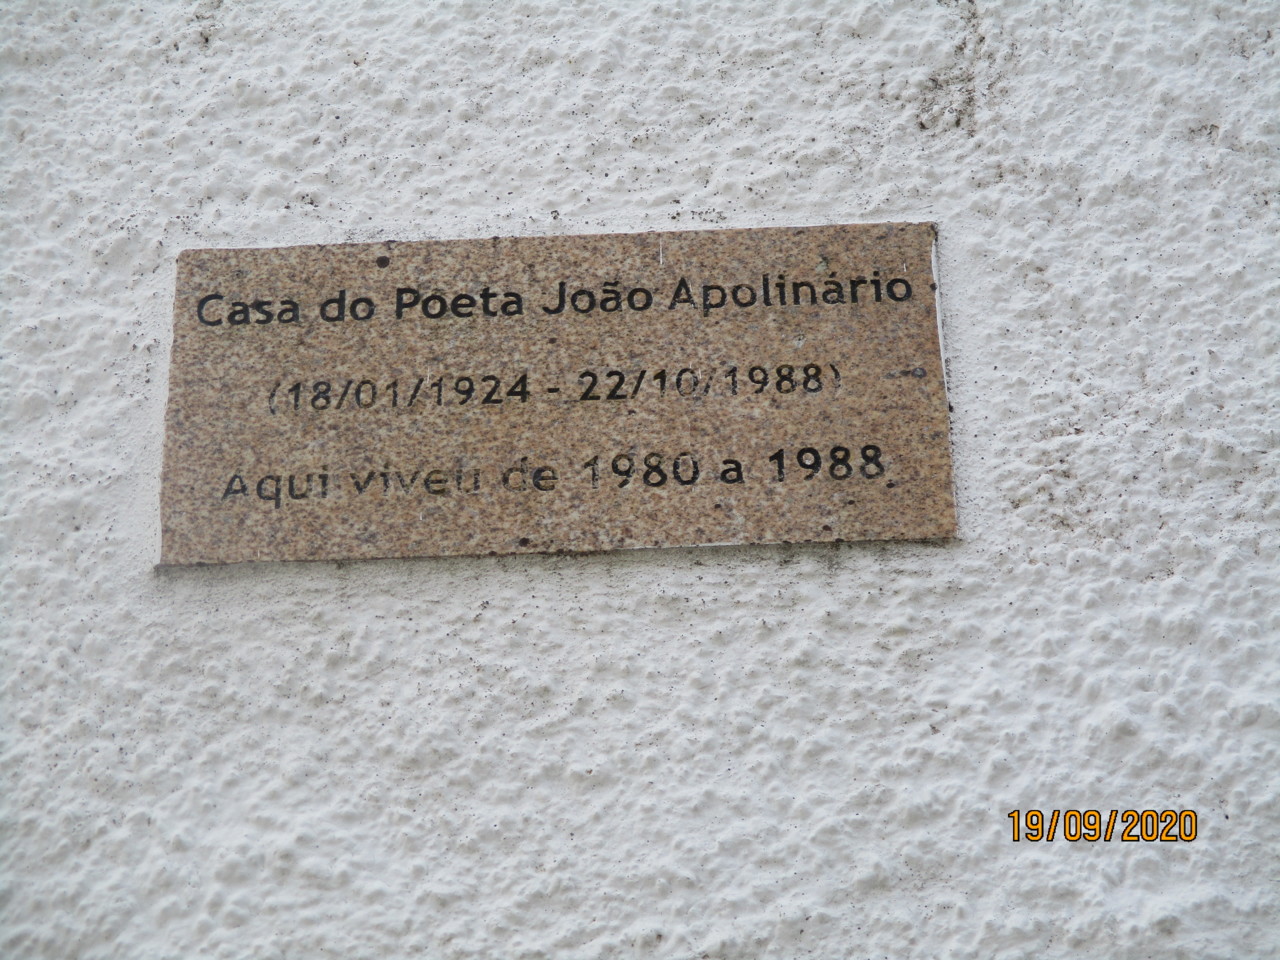 Casa do Poeta João Apolinário
(18/01/1924 - 22/10/1988)
Aqui viveu de 1980 a 1988
19/09/2020